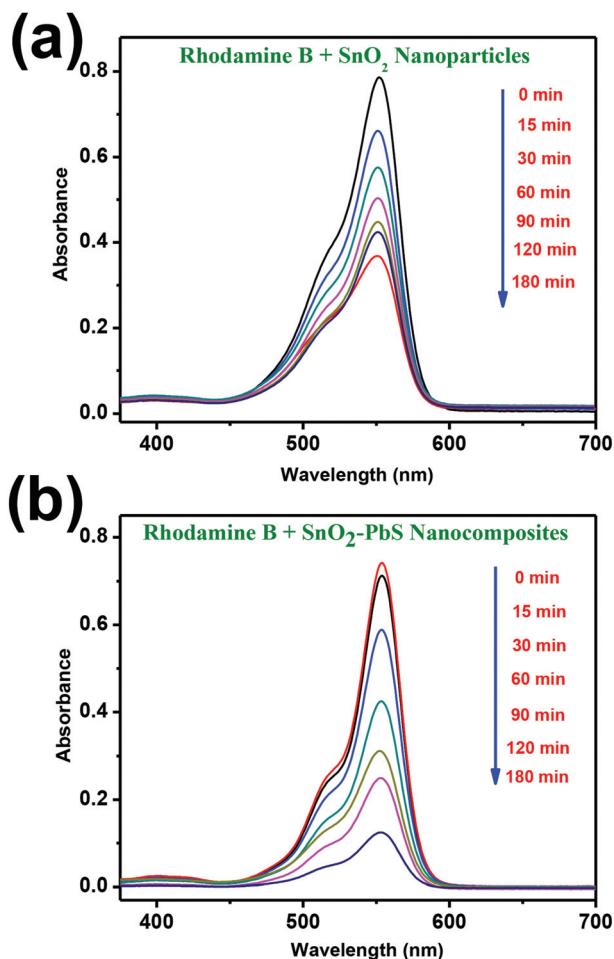 (a)
Rhodamine B + SnO₂ Nanoparticles
0 min
15 min
30 min
60 min
90 min
120 min
180 min
0.8
0.6
0.4
0.2
0.0
Absorbance
400
500
600
700
Wavelength (nm)
(b)
Rhodamine B + SnO₂-PbS Nanocomposites
0 min
15 min
30 min
60 min
90 min
120 min
180 min
0.8
0.6
0.4
0.2
0.0
Absorbance
400
500
600
700
Wavelength (nm)